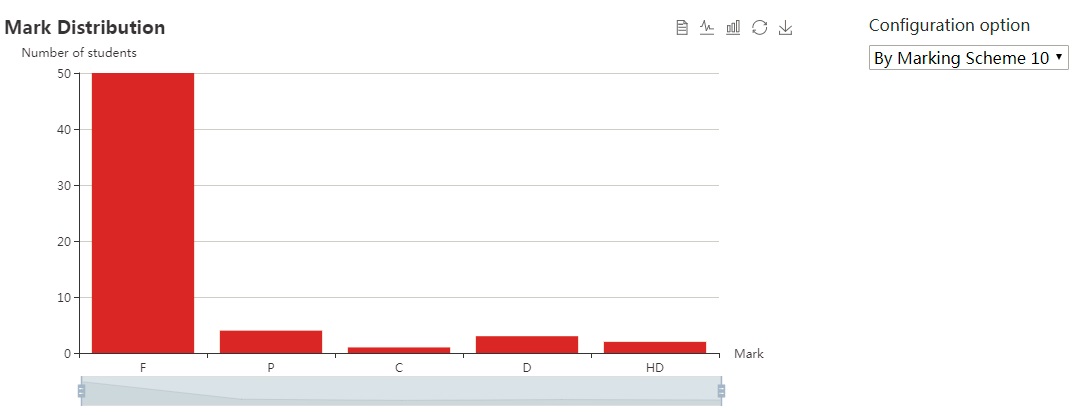 Mark Distribution
Configuration option
Number of students
By Marking Scheme 10
50
40
30
20
10
0
F P C D HD
Mark